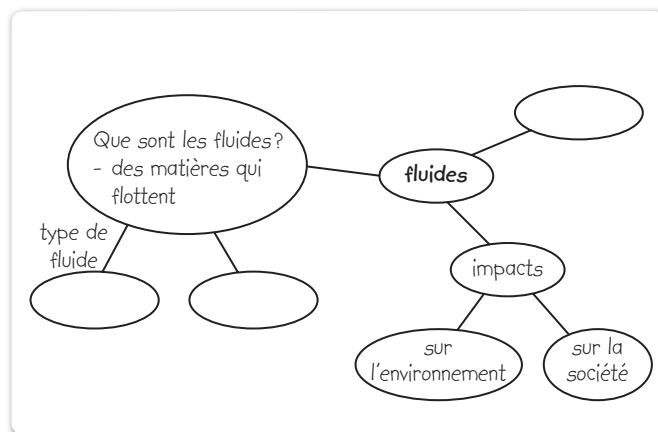 Que sont les fluides?
- des matières qui
flottent
fluides
type de
fluide
impacts
sur
l'environnement
sur la
société